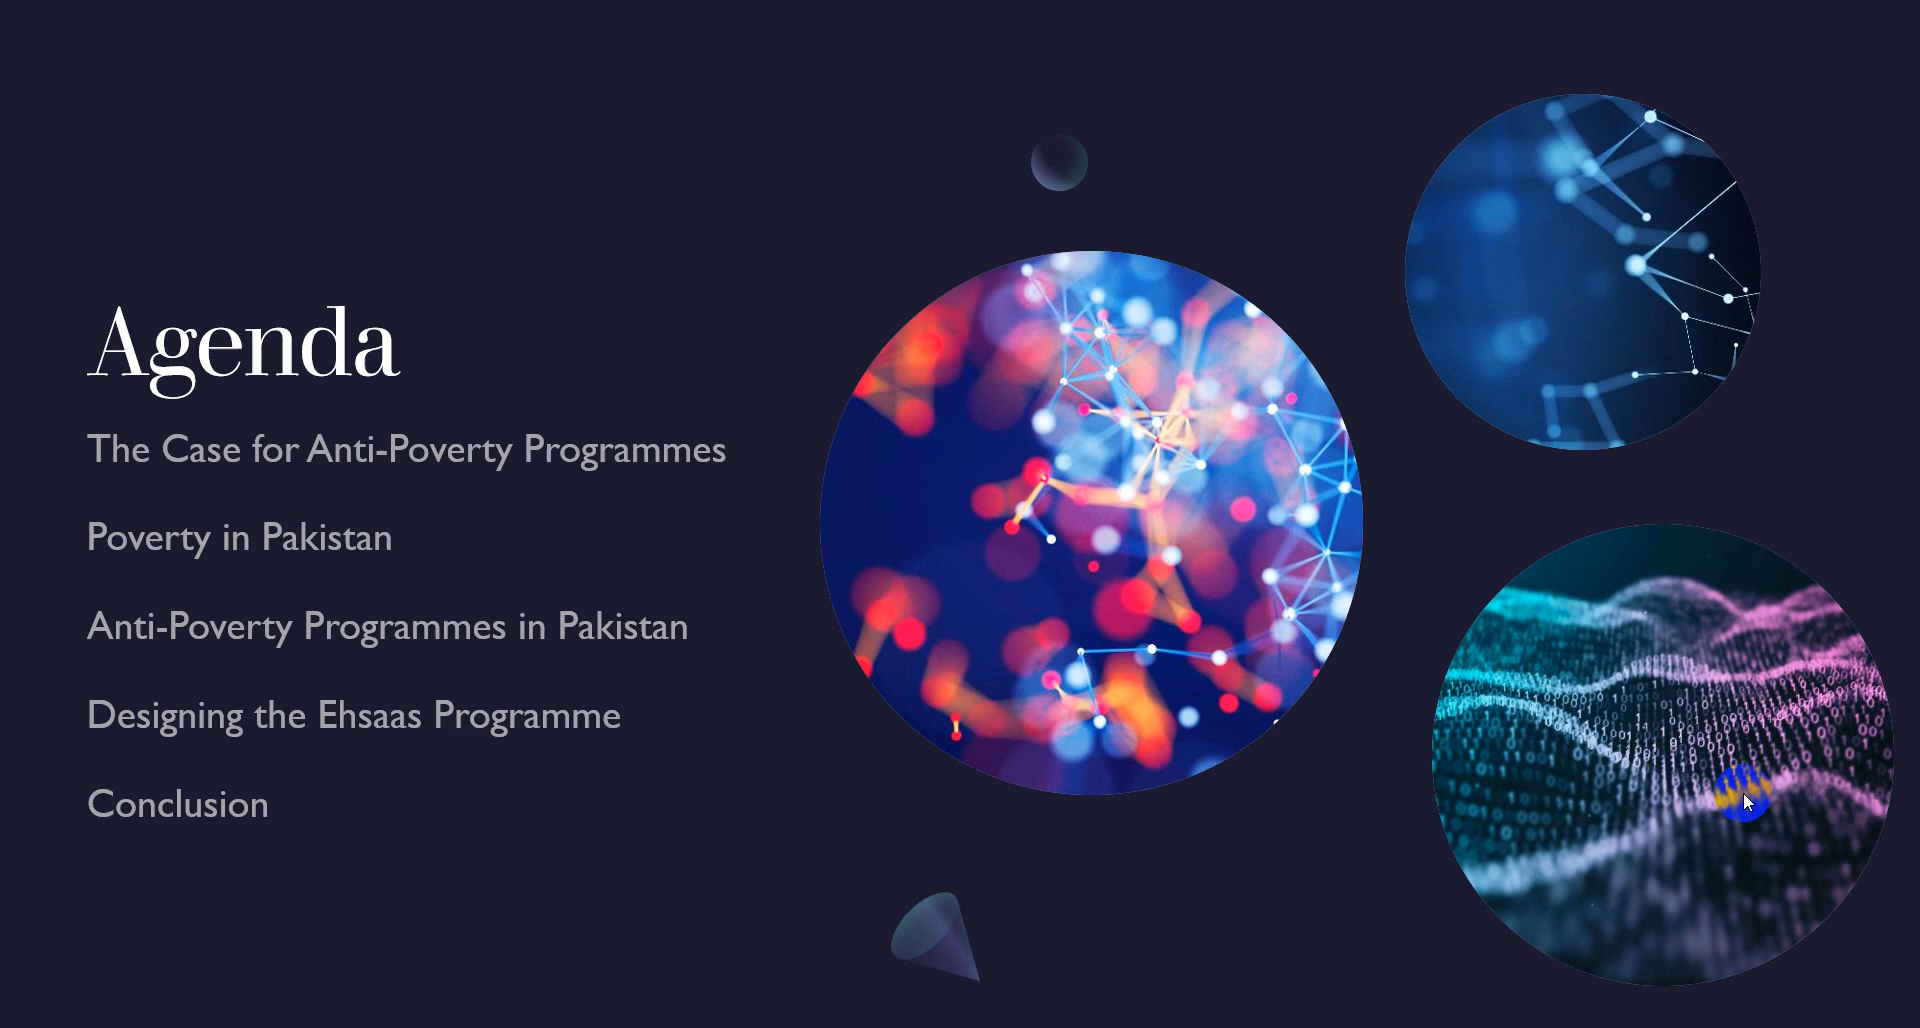 Agenda
The Case for Anti-Poverty Programmes
Poverty in Pakistan
Anti-Poverty Programmes in Pakistan
Designing the Ehsaas Programme
Conclusion